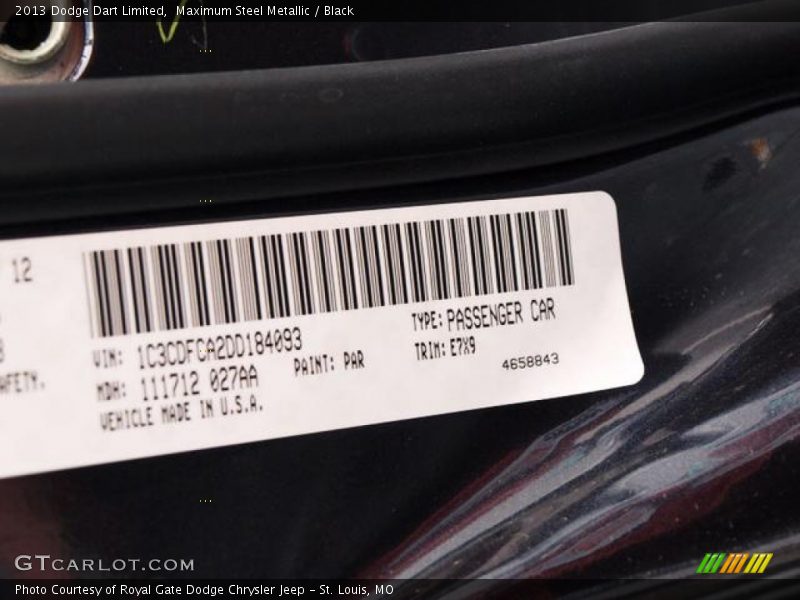 2013 Dodge Dart Limited,  Maximum Steel Metallic / Black
12
VIN: 1C3CDFCA2DD184093
TYPE: PASSENGER CAR
MDH: 111712 027AA
PAINT: PAR
TRIM: E7X9
VEHICLE MADE IN U.S.A.
4658843
GTCARLOT.COM
Photo Courtesy of Royal Gate Dodge Chrysler Jeep – St. Louis, MO